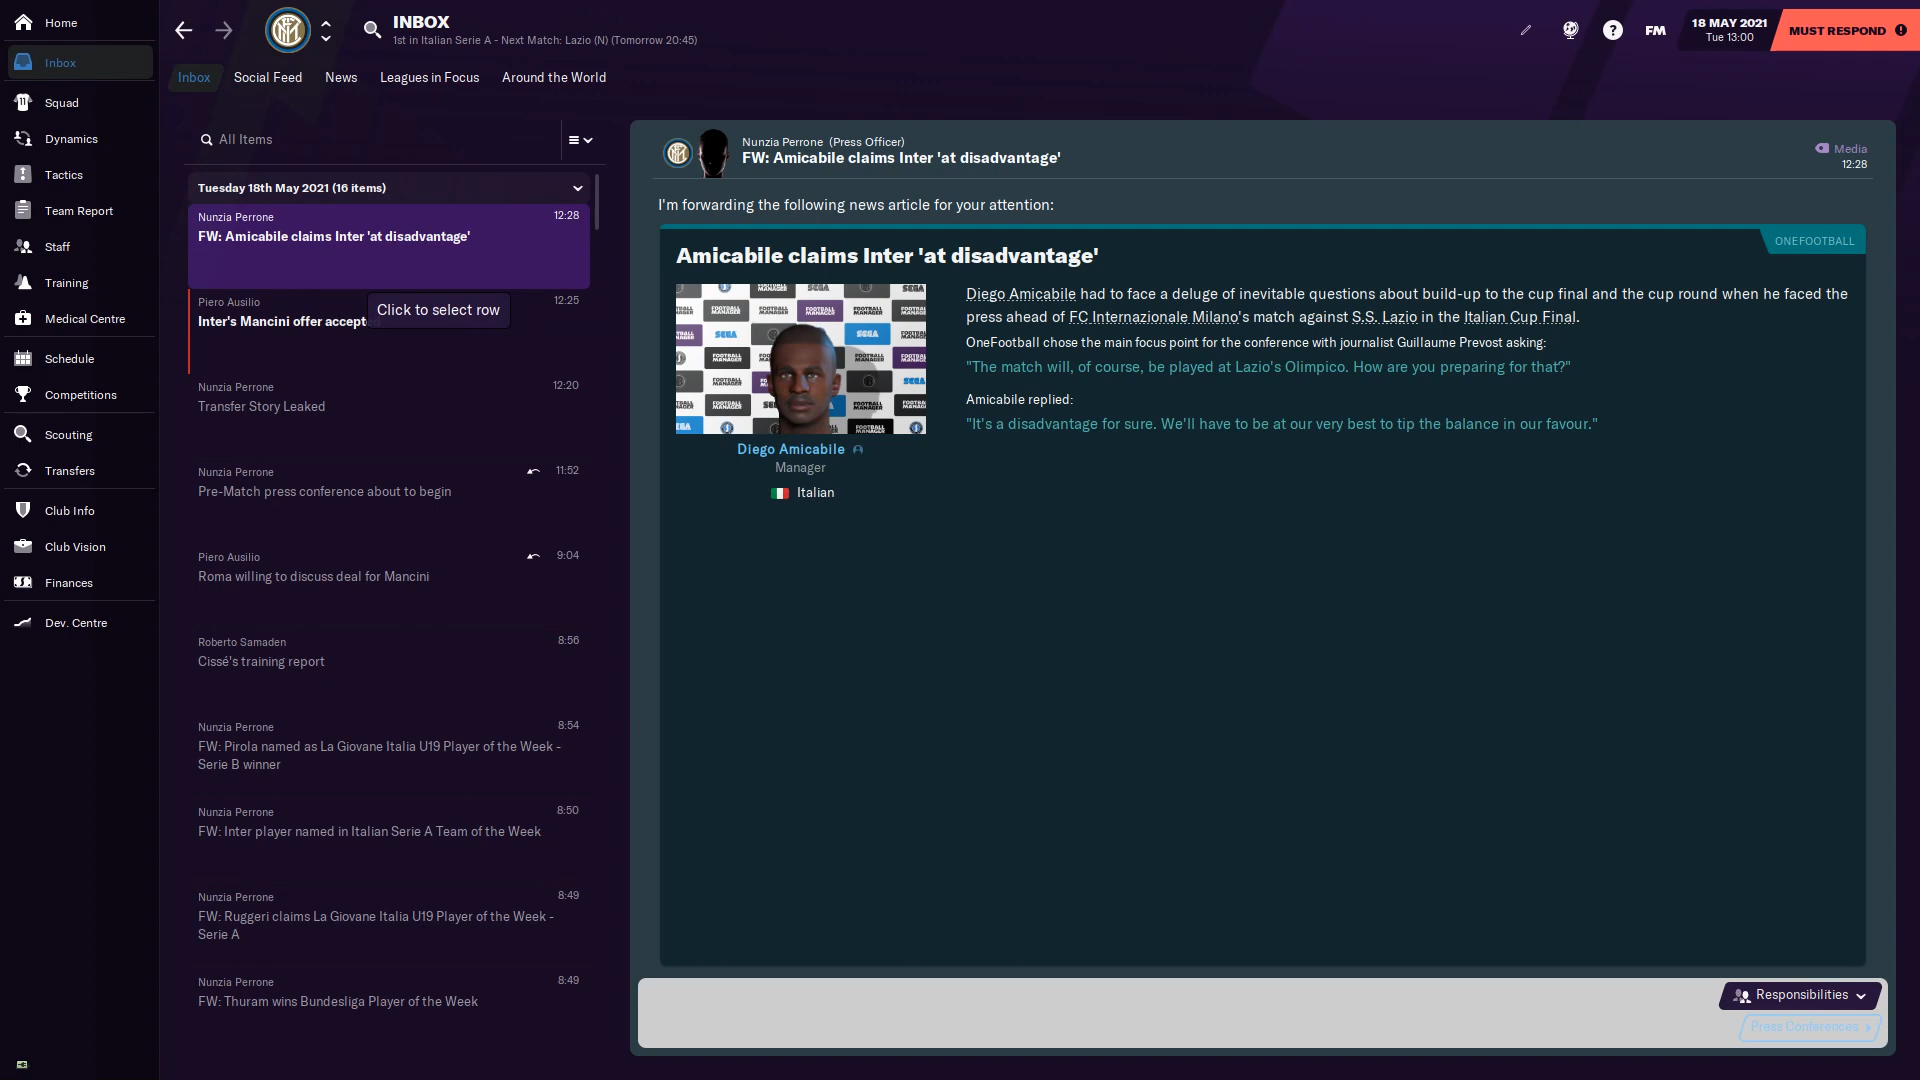 Home
Inbox
Squad
Dynamics
Tactics
Team Report
Staff
Training
Medical Centre
Schedule
Competitions
Scouting
Transfers
Club Info
Club Vision
Finances
Dev. Centre
INBOX
1st in Italian Serie A - Next Match: Lazio (N) (Tomorrow 20:45)
FM
18 MAY 2021
Tue 13:00
MUST RESPOND
Inbox
Social Feed
News
Leagues in Focus
Around the World
All Items
Tuesday 18th May 2021 (16 items)
Nunzia Perrone
12:28
FW: Amicabile claims Inter 'at disadvantage'
Piero Ausilio
12:25
Inter's Mancini offer accept
Click to select row
Nunzia Perrone
12:20
Transfer Story Leaked
Nunzia Perrone
11:52
Pre-Match press conference about to begin
Piero Ausilio
9:04
Roma willing to discuss deal for Mancini
Roberto Samaden
8:56
Cissé's training report
Nunzia Perrone
8:54
FW: Pirola named as La Giovane Italia U19 Player of the Week -
Serie B winner
Nunzia Perrone
8:50
FW: Inter player named in Italian Serie A Team of the Week
Nunzia Perrone
8:49
FW: Ruggeri claims La Giovane Italia U19 Player of the Week -
Serie A
Nunzia Perrone
8:49
FW: Thuram wins Bundesliga Player of the Week
Nunzia Perrone (Press Officer)
FW: Amicabile claims Inter 'at disadvantage'
Media
12:28
I'm forwarding the following news article for your attention:
ONEFOOTBALL
Amicabile claims Inter 'at disadvantage'
Diego Amicabile
Manager
Italian
Diego Amicabile had to face a deluge of inevitable questions about build-up to the cup final and the cup round when he faced the
press ahead of FC Internazionale Milano's match against S.S. Lazio in the Italian Cup Final.
OneFootball chose the main focus point for the conference with journalist Guillaume Prevost asking:
"The match will, of course, be played at Lazio's Olimpico. How are you preparing for that?"
Amicabile replied:
"It's a disadvantage for sure. We'll have to be at our very best to tip the balance in our favour."
Responsibilities
Press Conferences